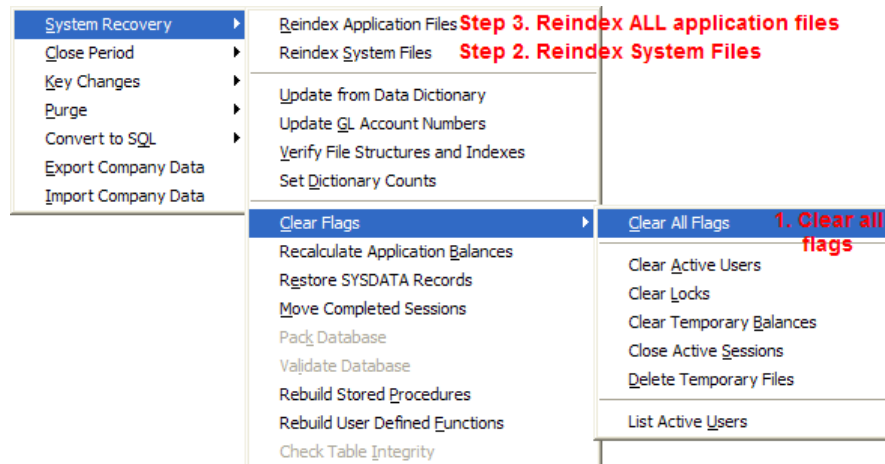 System Recovery
Close Period
Key Changes
Purge
Convert to SQL
Export Company Data
Import Company Data
Reindex Application Files Step 3. Reindex ALL application files
Reindex System Files Step 2. Reindex System Files
Update from Data Dictionary
Update GL Account Numbers
Verify File Structures and Indexes
Set Dictionary Counts
Clear Flags
Recalculate Application Balances
Restore SYSDATA Records
Move Completed Sessions
Pack Database
Validate Database
Rebuild Stored Procedures
Rebuild User Defined Functions
Check Table Integrity
Clear All Flags 1. Clear all
flags
Clear Active Users
Clear Locks
Clear Temporary Balances
Close Active Sessions
Delete Temporary Files
List Active Users